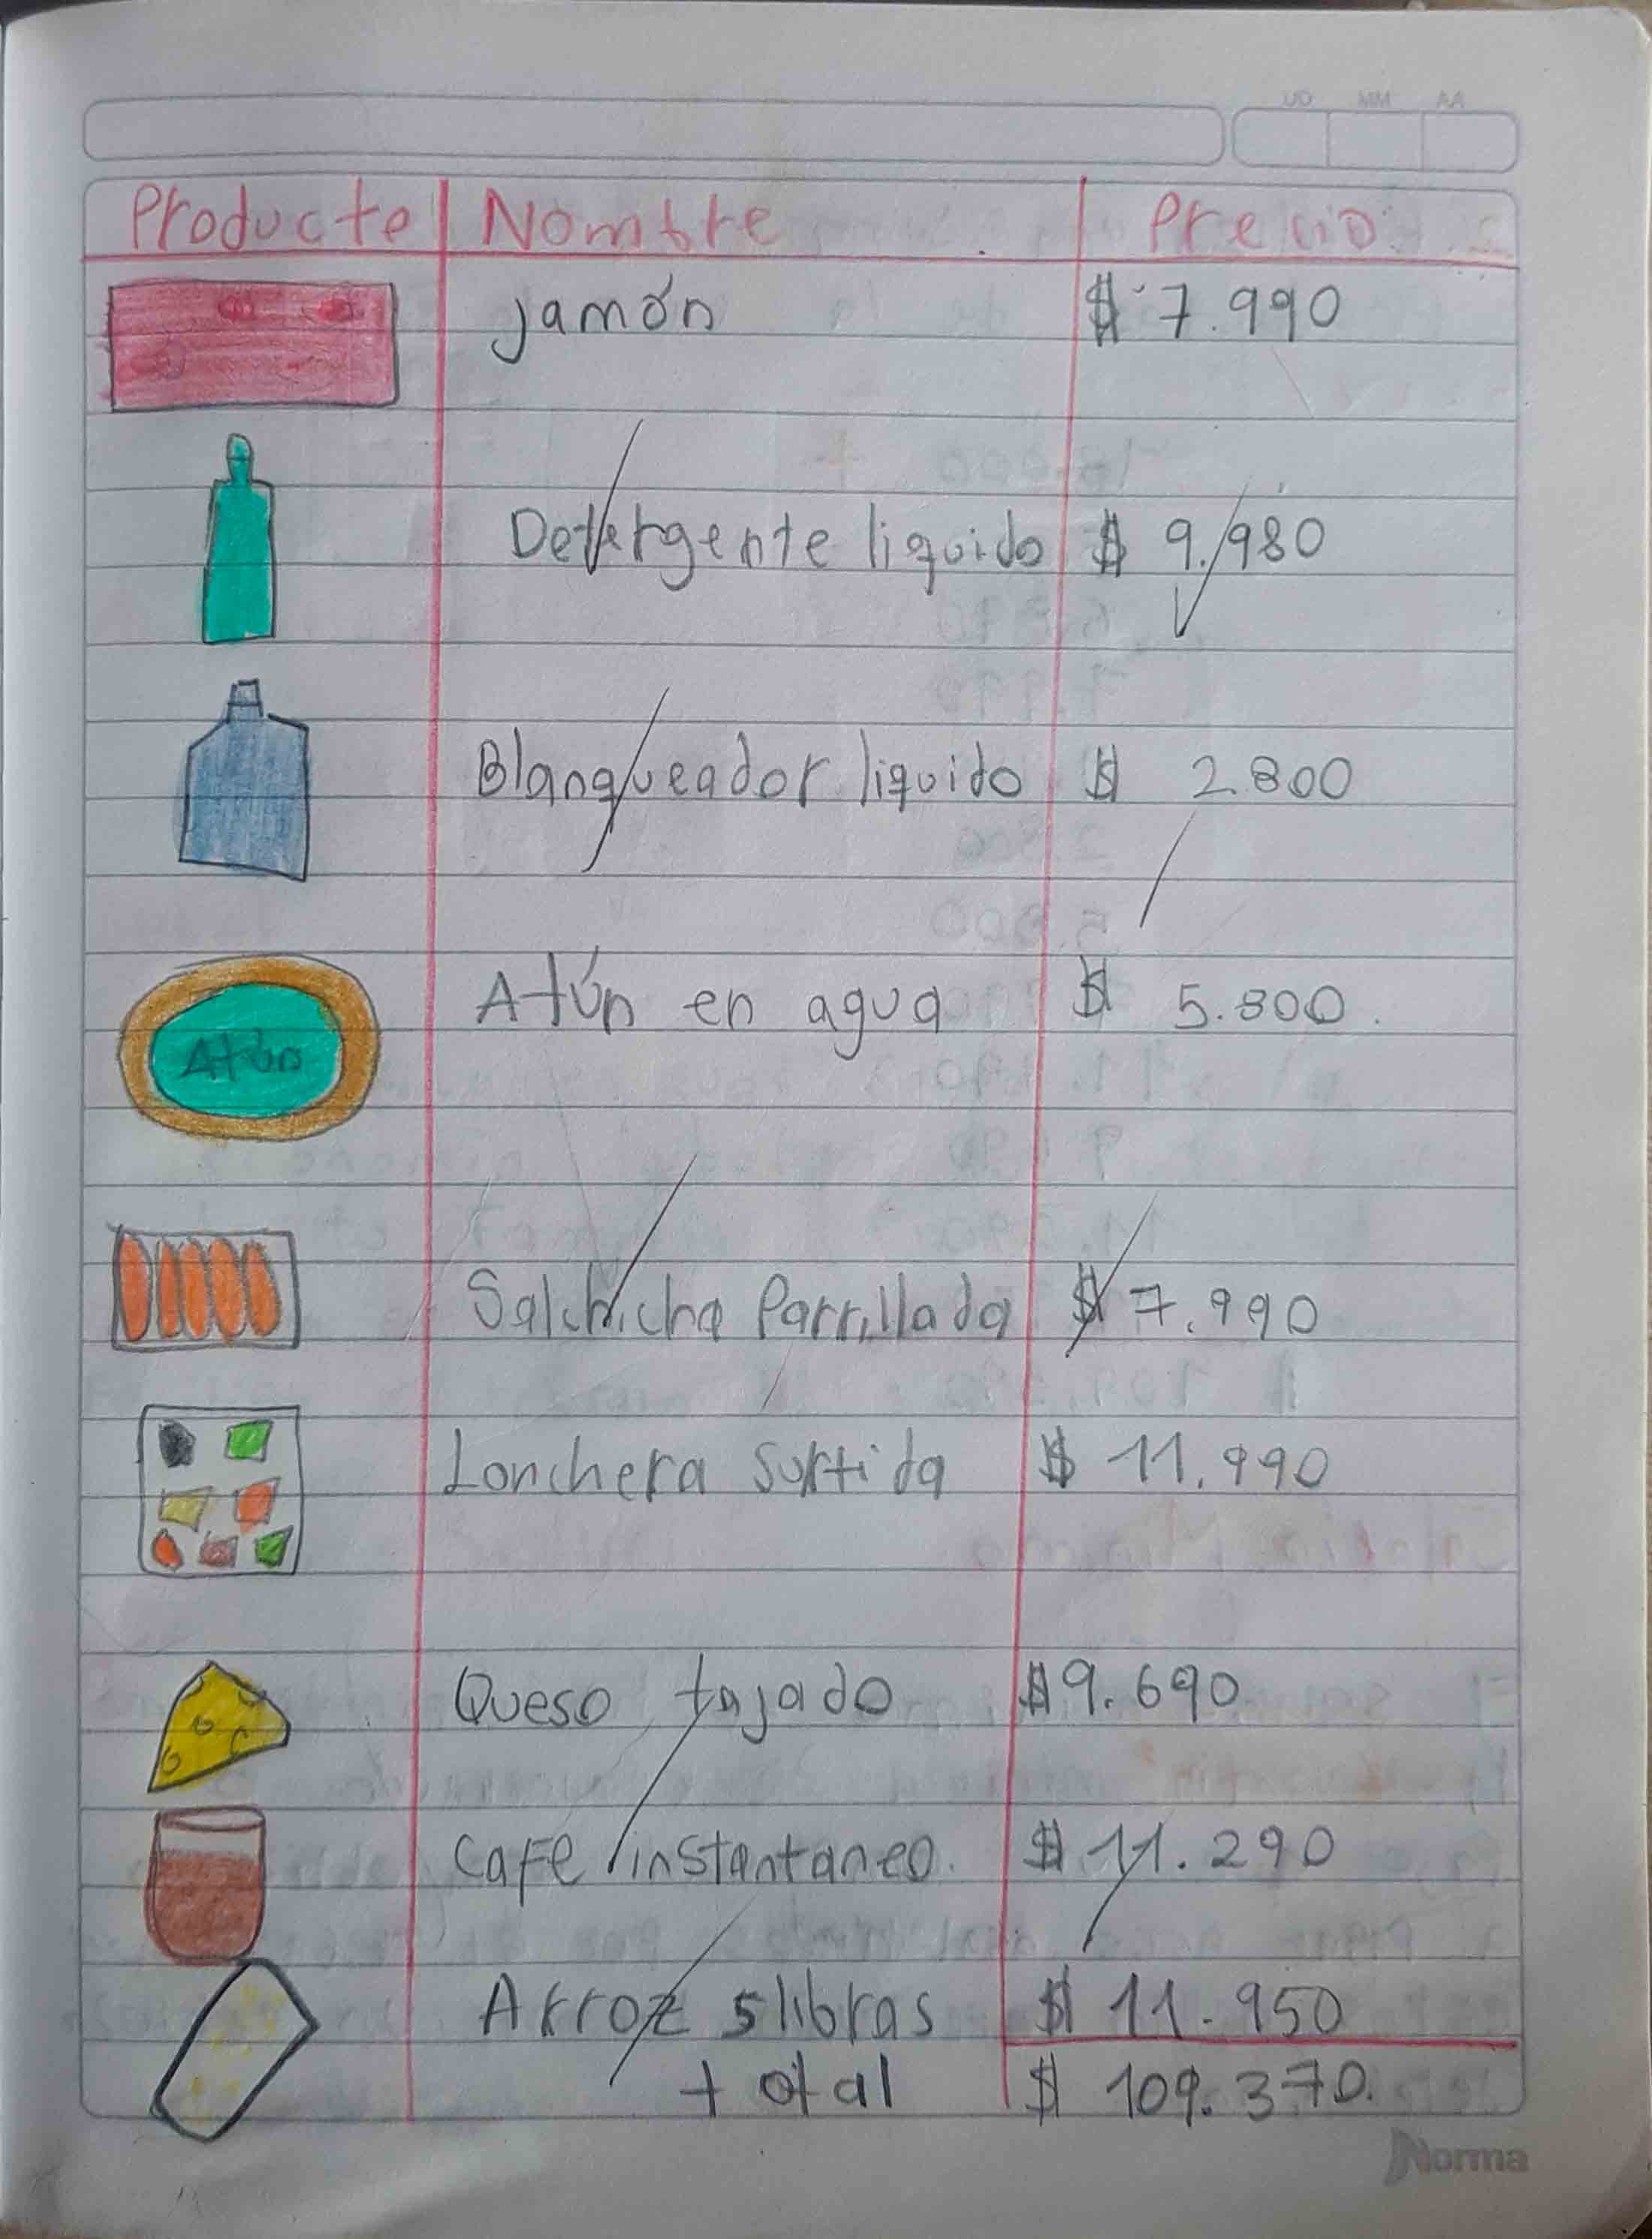 DD MM AA
Producto Nombre Precio
jamón $ 7.990
Detergente liquido $ 9.980
Blanqueador liquido $ 2.800
Atún en agua $ 5.800
Atún
Salchicha Parrillada $ 7.990
Lonchera surtida $ 11.990
Queso tajado $ 9.690
Cafe instantaneo. $ 11.290
Arroz 5 libras $ 11.950
total $ 109.370.
Norma